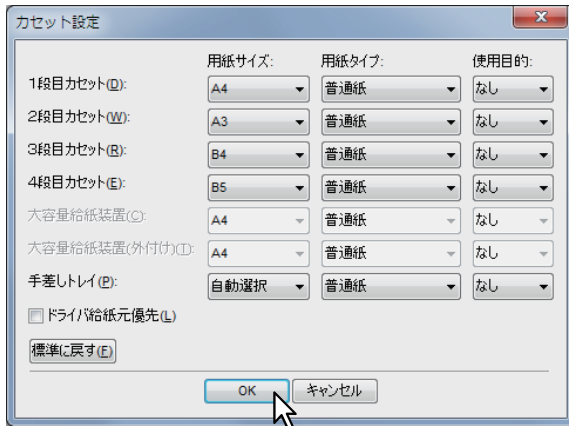 カセット設定
用紙サイズ: 用紙タイプ: 使用目的:
1段目カセット(D): A4 普通紙 なし
2段目カセット(W): A3 普通紙 なし
3段目カセット(R): B4 普通紙 なし
4段目カセット(E): B5 普通紙 なし
大容量給紙装置(C): A4 普通紙 なし
大容量給紙装置(外付け)(T): A4 普通紙 なし
手差しトレイ(P): 自動選択 普通紙 なし
ドライバ給紙元優先(L)
標準に戻す(F)
OK キャンセル